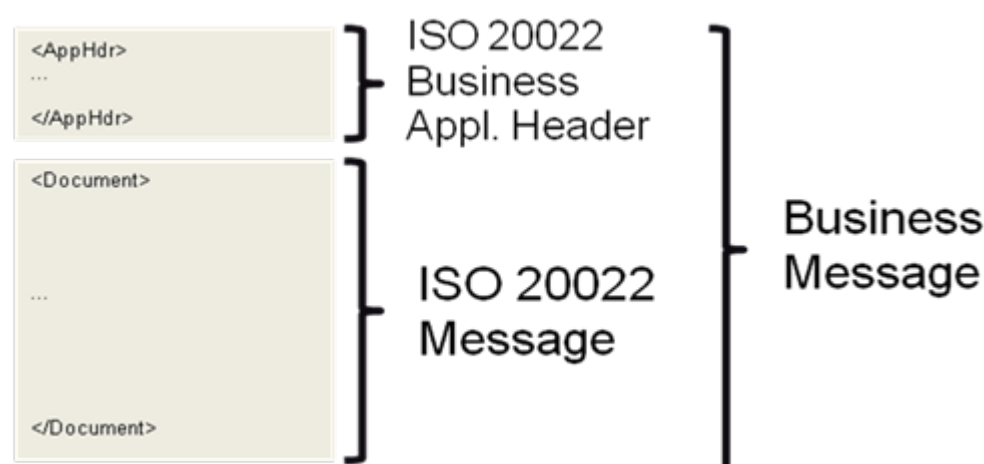 <AppHdr>
...
</AppHdr>
ISO 20022
Business
Appl. Header
<Document>
...
</Document>
ISO 20022
Message
Business
Message